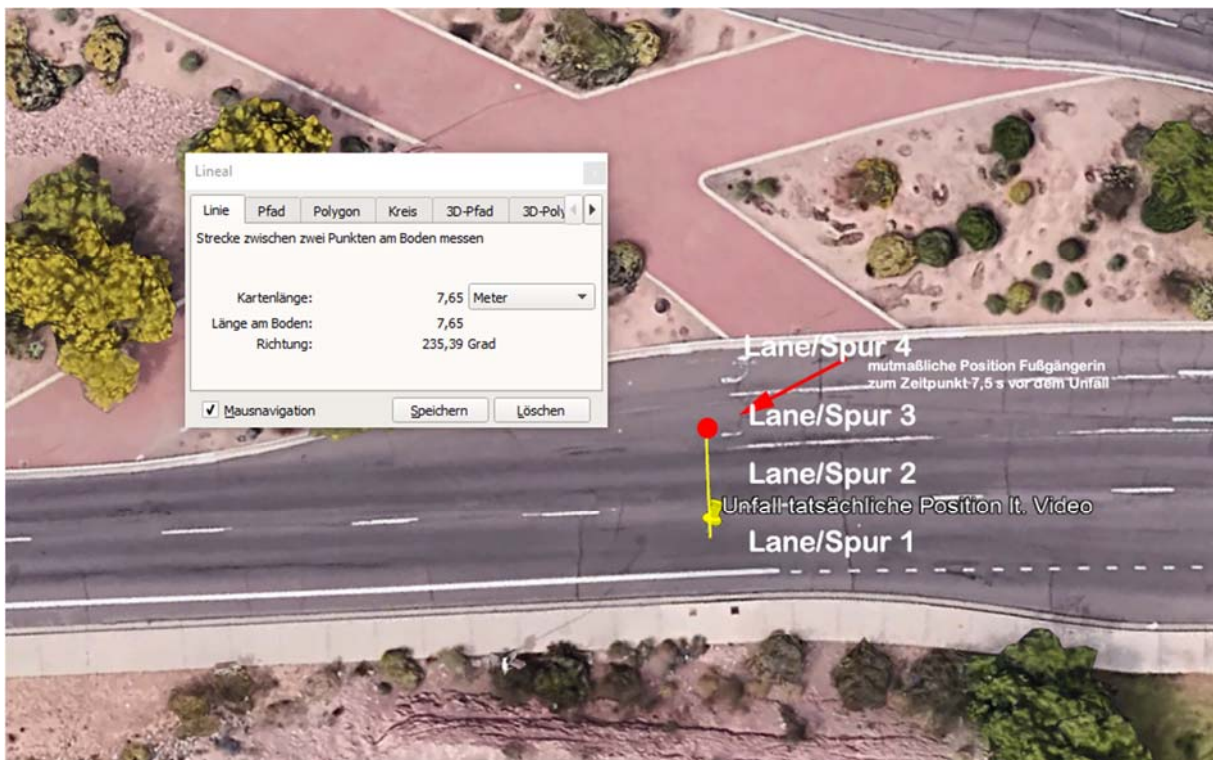 Lineal
Linie Pfad Polygon Kreis 3D-Pfad 3D-Poly
Strecke zwischen zwei Punkten am Boden messen
Kartenlänge: 7,65 Meter
Länge am Boden: 7,65
Richtung: 235,39 Grad
Mausnavigation Speichern Löschen
Lane/Spur 4
mutmaßliche Position Fußgängerin
zum Zeitpunkt 7,5 s vor dem Unfall
Lane/Spur 3
Lane/Spur 2
Unfall tatsächliche Position lt. Video
Lane/Spur 1